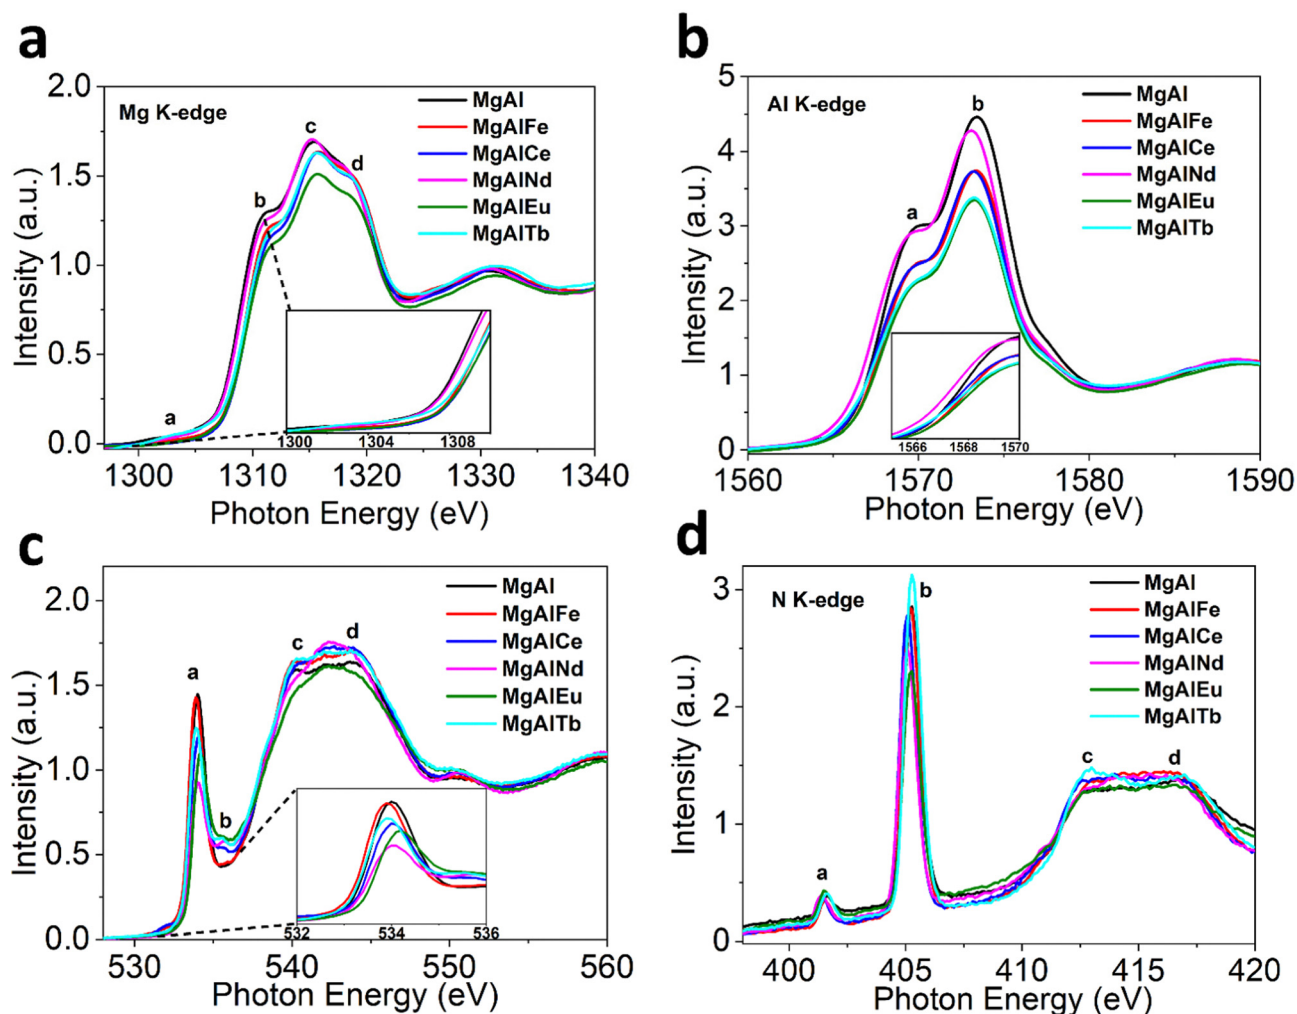 a
Mg K-edge
MgAl
MgAlFe
MgAlCe
MgAlNd
MgAlEu
MgAlTb
a
b
c
d
2.0
1.5
1.0
0.5
0.0
Intensity (a.u.)
1300 1304 1308
1300 1310 1320 1330 1340
Photon Energy (eV)
b
Al K-edge
MgAl
MgAlFe
MgAlCe
MgAlNd
MgAlEu
MgAlTb
a
b
5
4
3
2
1
0
Intensity (a.u.)
1566 1568 1570
1560 1570 1580 1590
Photon Energy (eV)
c
MgAl
MgAlFe
MgAlCe
MgAlNd
MgAlEu
MgAlTb
a
b
c
d
2.0
1.5
1.0
0.5
0.0
Intensity (a.u.)
532 534 536
530 540 550 560
Photon Energy (eV)
d
N K-edge
MgAl
MgAlFe
MgAlCe
MgAlNd
MgAlEu
MgAlTb
a
b
c
d
3
2
1
0
Intensity (a.u.)
400 405 410 415 420
Photon Energy (eV)